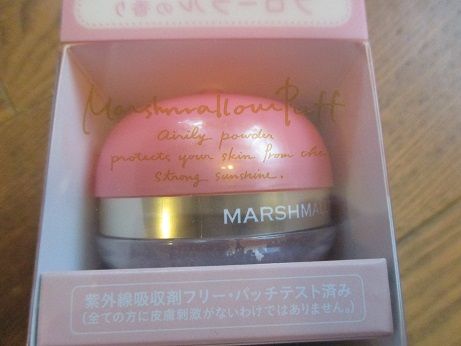 フローラルの香り
Marshmallow Puff
airily powder
protects your skin from the
strong sunshine.
MARSHMAL
紫外線吸収剤フリー・パッチテスト済み
(全ての方に皮膚刺激がないわけではありません。)